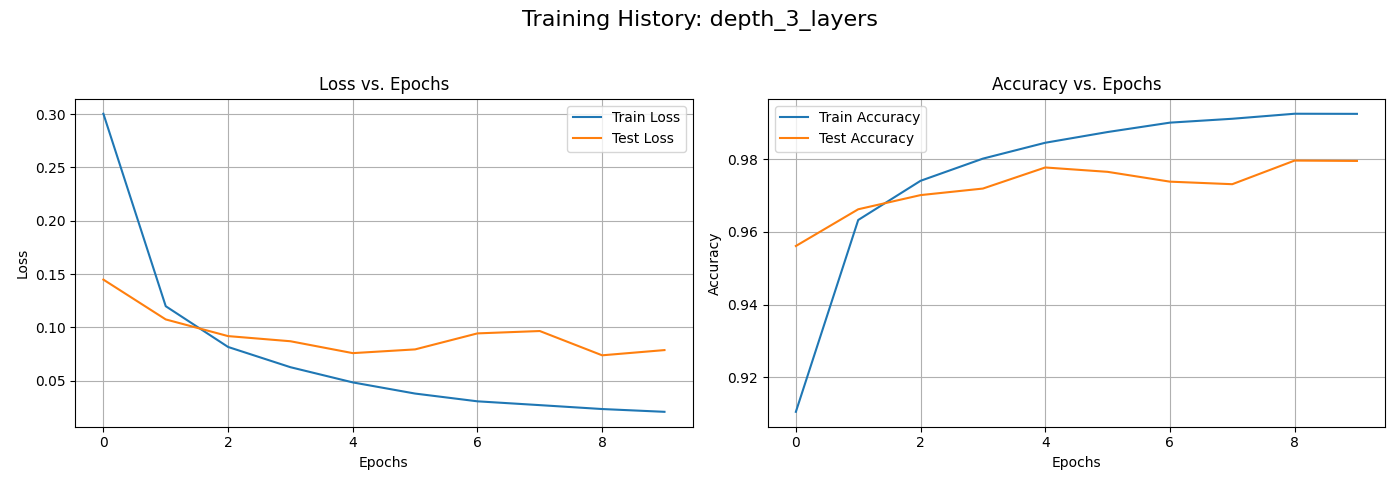 Training History: depth_3_layers
Loss vs. Epochs
Train Loss
Test Loss
Loss
0.30
0.25
0.20
0.15
0.10
0.05
0 2 4 6 8
Epochs
Accuracy vs. Epochs
Train Accuracy
Test Accuracy
Accuracy
0.98
0.96
0.94
0.92
0 2 4 6 8
Epochs